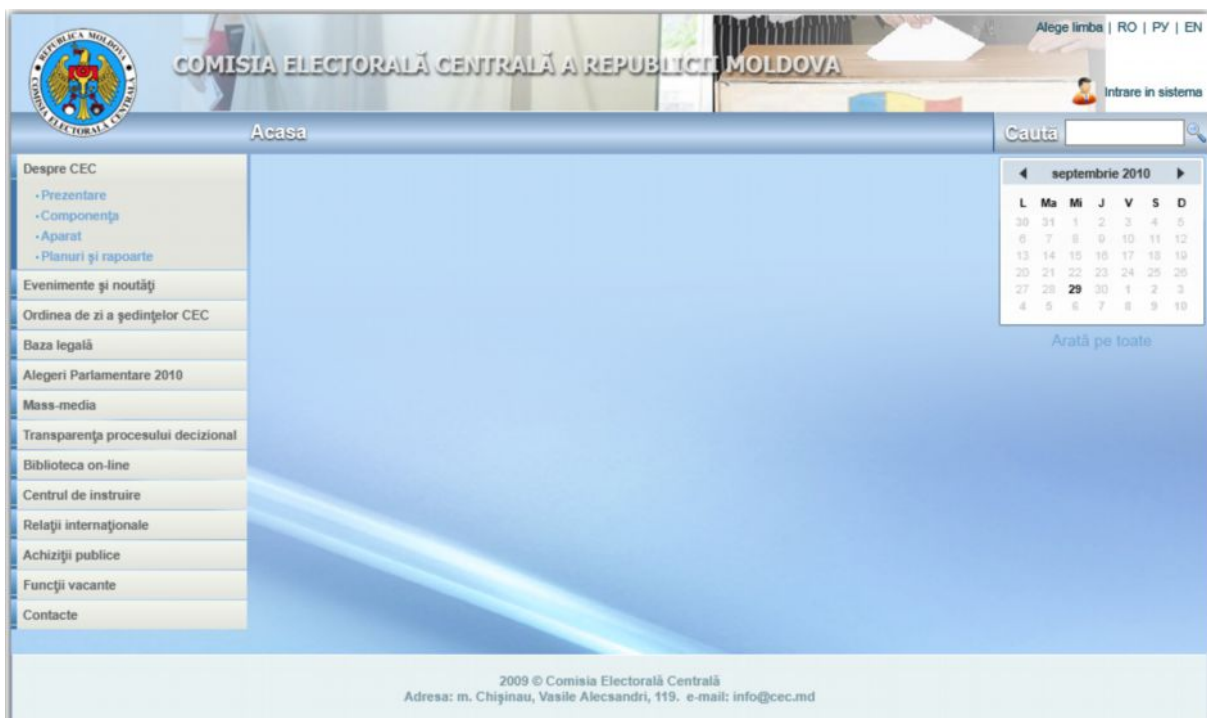 REPUBLICA MOLDOVA
COMISIA ELECTORALĂ CENTRALĂ
COMISIA ELECTORALĂ CENTRALĂ A REPUBLICII MOLDOVA
Alege limba | RO | РУ | EN
Intrare in sistema
Acasa
Caută
Despre CEC
•Prezentare
•Componenţa
•Aparat
•Planuri şi rapoarte
Evenimente şi noutăţi
Ordinea de zi a şedinţelor CEC
Baza legală
Alegeri Parlamentare 2010
Mass-media
Transparenţa procesului decizional
Biblioteca on-line
Centrul de instruire
Relaţii internaţionale
Achiziţii publice
Funcţii vacante
Contacte
septembrie 2010
L Ma Mi J V S D
30 31 1 2 3 4 5
6 7 8 9 10 11 12
13 14 15 16 17 18 19
20 21 22 23 24 25 26
27 28 29 30 1 2 3
4 5 6 7 8 9 10
Arată pe toate
2009 © Comisia Electorală Centrală
Adresa: m. Chişinau, Vasile Alecsandri, 119. e-mail: info@cec.md